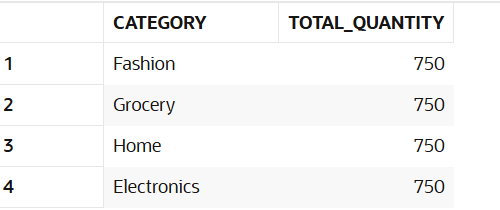 CATEGORY TOTAL_QUANTITY
1 Fashion 750
2 Grocery 750
3 Home 750
4 Electronics 750